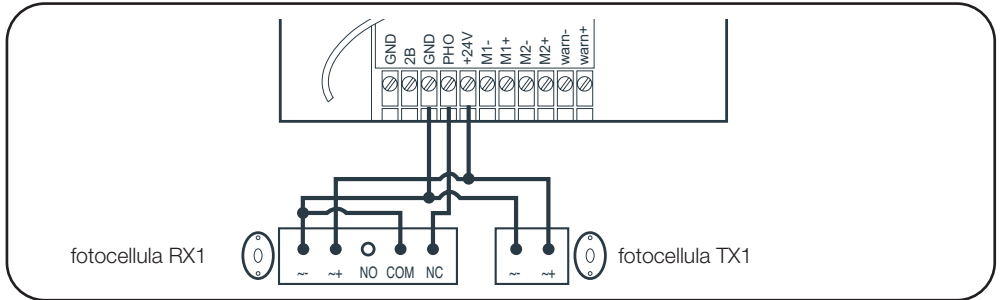 GND 2B GND PHO +24V M1- M1+ M2- M2+ warn- warn+
fotocellula RX1
~- ~+ NO COM NC
~- ~+
fotocellula TX1